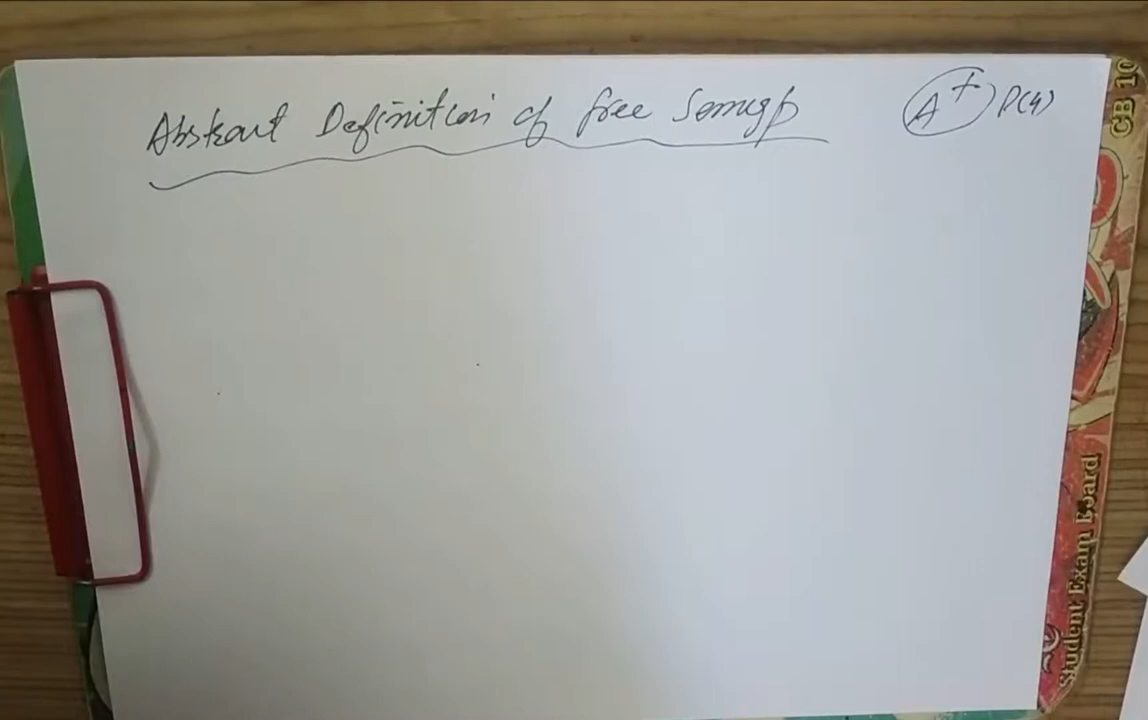 Abstract Definition of free Semigp A+ P(4)
CB 10
Student Exam Board